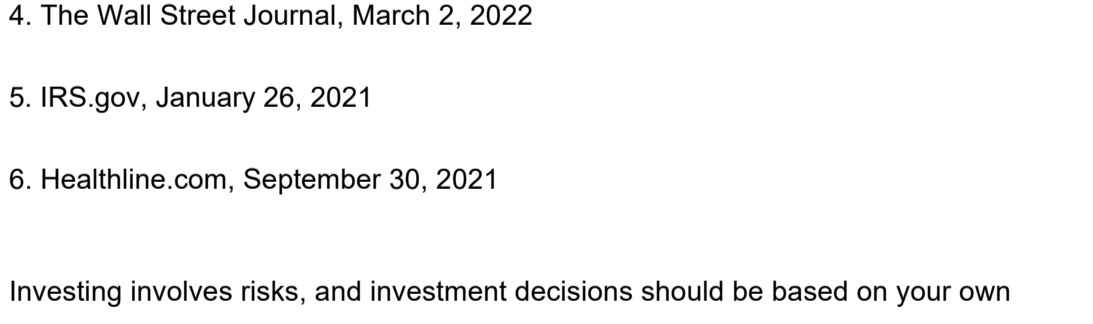 4. The Wall Street Journal, March 2, 2022
5. IRS.gov, January 26, 2021
6. Healthline.com, September 30, 2021
Investing involves risks, and investment decisions should be based on your own